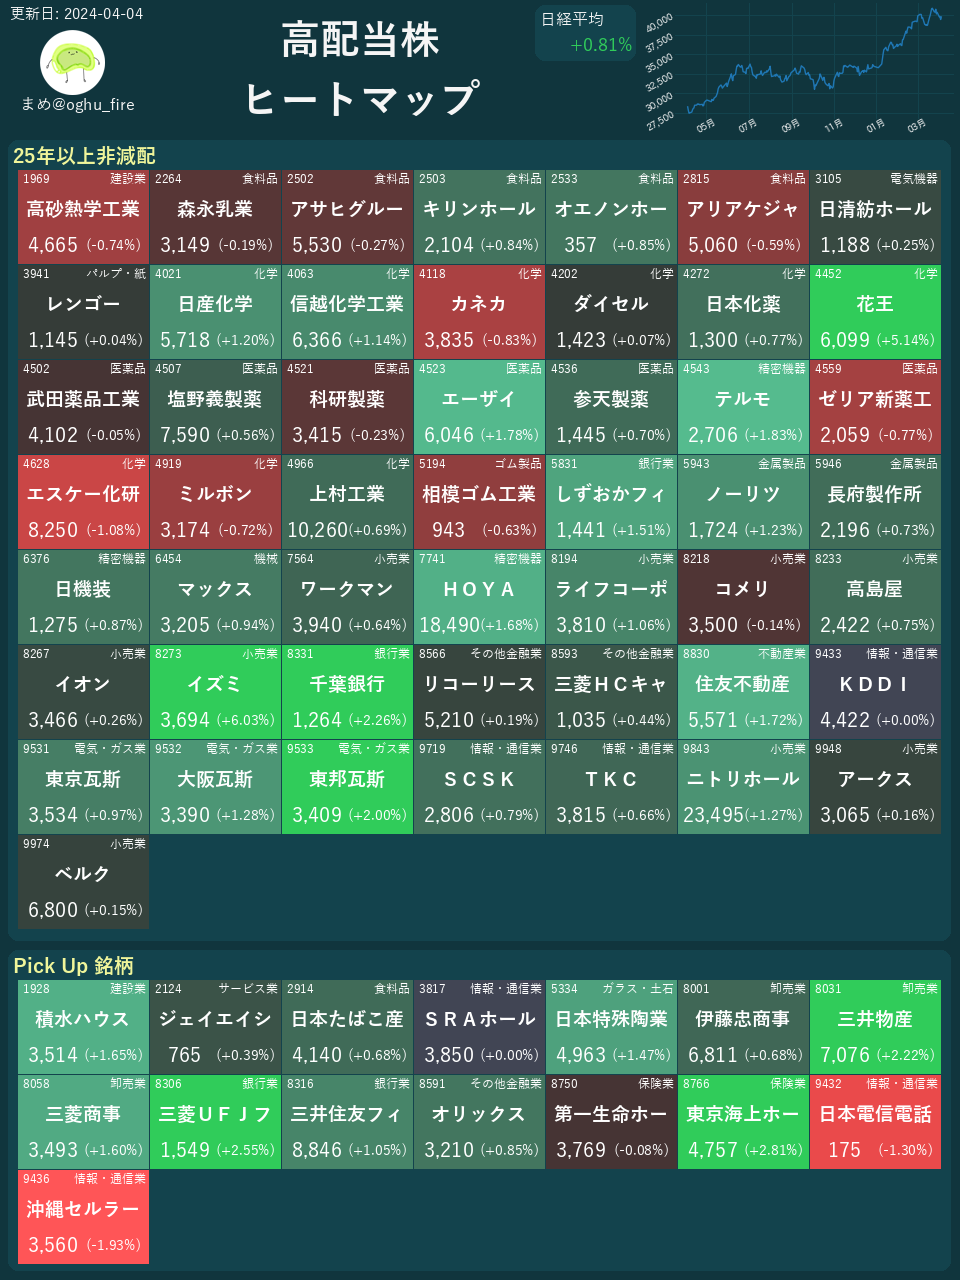 更新日: 2024-04-04
まめ@oghu_fire
高配当株
ヒートマップ
日経平均
+0.81%
40,000
37,500
35,000
32,500
30,000
27,500
05月 07月 09月 11月 01月 03月
25年以上非減配
1969 建設業 2264 食料品 2502 食料品 2503 食料品 2533 食料品 2815 食料品 3105 電気機器
高砂熱学工業 森永乳業 アサヒグルー キリンホール オエノンホー アリアケジャ 日清紡ホール
4,665 (-0.74%) 3,149 (-0.19%) 5,530 (-0.27%) 2,104 (+0.84%) 357 (+0.85%) 5,060 (-0.59%) 1,188 (+0.25%)
3941 パルプ・紙 4021 化学 4063 化学 4118 化学 4202 化学 4272 化学 4452 化学
レンゴー 日産化学 信越化学工業 カネカ ダイセル 日本化薬 花王
1,145 (+0.04%) 5,718 (+1.20%) 6,366 (+1.14%) 3,835 (-0.83%) 1,423 (+0.07%) 1,300 (+0.77%) 6,099 (+5.14%)
4502 医薬品 4507 医薬品 4521 医薬品 4523 医薬品 4536 医薬品 4543 精密機器 4559 医薬品
武田薬品工業 塩野義製薬 科研製薬 エーザイ 参天製薬 テルモ ゼリア新薬工
4,102 (-0.05%) 7,590 (+0.56%) 3,415 (-0.23%) 6,046 (+1.78%) 1,445 (+0.70%) 2,706 (+1.83%) 2,059 (-0.77%)
4628 化学 4919 化学 4966 化学 5194 ゴム製品 5831 銀行業 5943 金属製品 5946 金属製品
エスケー化研 ミルボン 上村工業 相模ゴム工業 しずおかフィ ノーリツ 長府製作所
8,250 (-1.08%) 3,174 (-0.72%) 10,260 (+0.69%) 943 (-0.63%) 1,441 (+1.51%) 1,724 (+1.23%) 2,196 (+0.73%)
6376 精密機器 6454 機械 7564 小売業 7741 精密機器 8194 小売業 8218 小売業 8233 小売業
日機装 マックス ワークマン ＨＯＹＡ ライフコーポ コメリ 高島屋
1,275 (+0.87%) 3,205 (+0.94%) 3,940 (+0.64%) 18,490 (+1.68%) 3,810 (+1.06%) 3,500 (-0.14%) 2,422 (+0.75%)
8267 小売業 8273 小売業 8331 銀行業 8566 その他金融業 8593 その他金融業 8830 不動産業 9433 情報・通信業
イオン イズミ 千葉銀行 リコーリース 三菱ＨＣキャ 住友不動産 ＫＤＤＩ
3,466 (+0.26%) 3,694 (+6.03%) 1,264 (+2.26%) 5,210 (+0.19%) 1,035 (+0.44%) 5,571 (+1.72%) 4,422 (+0.00%)
9531 電気・ガス業 9532 電気・ガス業 9533 電気・ガス業 9719 情報・通信業 9746 情報・通信業 9843 小売業 9948 小売業
東京瓦斯 大阪瓦斯 東邦瓦斯 ＳＣＳＫ ＴＫＣ ニトリホール アークス
3,534 (+0.97%) 3,390 (+1.28%) 3,409 (+2.00%) 2,806 (+0.79%) 3,815 (+0.66%) 23,495 (+1.27%) 3,065 (+0.16%)
9974 小売業
ベルク
6,800 (+0.15%)
Pick Up 銘柄
1928 建設業 2124 サービス業 2914 食料品 3817 情報・通信業 5334 ガラス・土石 8001 卸売業 8031 卸売業
積水ハウス ジェイエイシ 日本たばこ産 ＳＲＡホール 日本特殊陶業 伊藤忠商事 三井物産
3,514 (+1.65%) 765 (+0.39%) 4,140 (+0.68%) 3,850 (+0.00%) 4,963 (+1.47%) 6,811 (+0.68%) 7,076 (+2.22%)
8058 卸売業 8306 銀行業 8316 銀行業 8591 その他金融業 8750 保険業 8766 保険業 9432 情報・通信業
三菱商事 三菱ＵＦＪフ 三井住友フィ オリックス 第一生命ホー 東京海上ホー 日本電信電話
3,493 (+1.60%) 1,549 (+2.55%) 8,846 (+1.05%) 3,210 (+0.85%) 3,769 (-0.08%) 4,757 (+2.81%) 175 (-1.30%)
9436 情報・通信業
沖縄セルラー
3,560 (-1.93%)